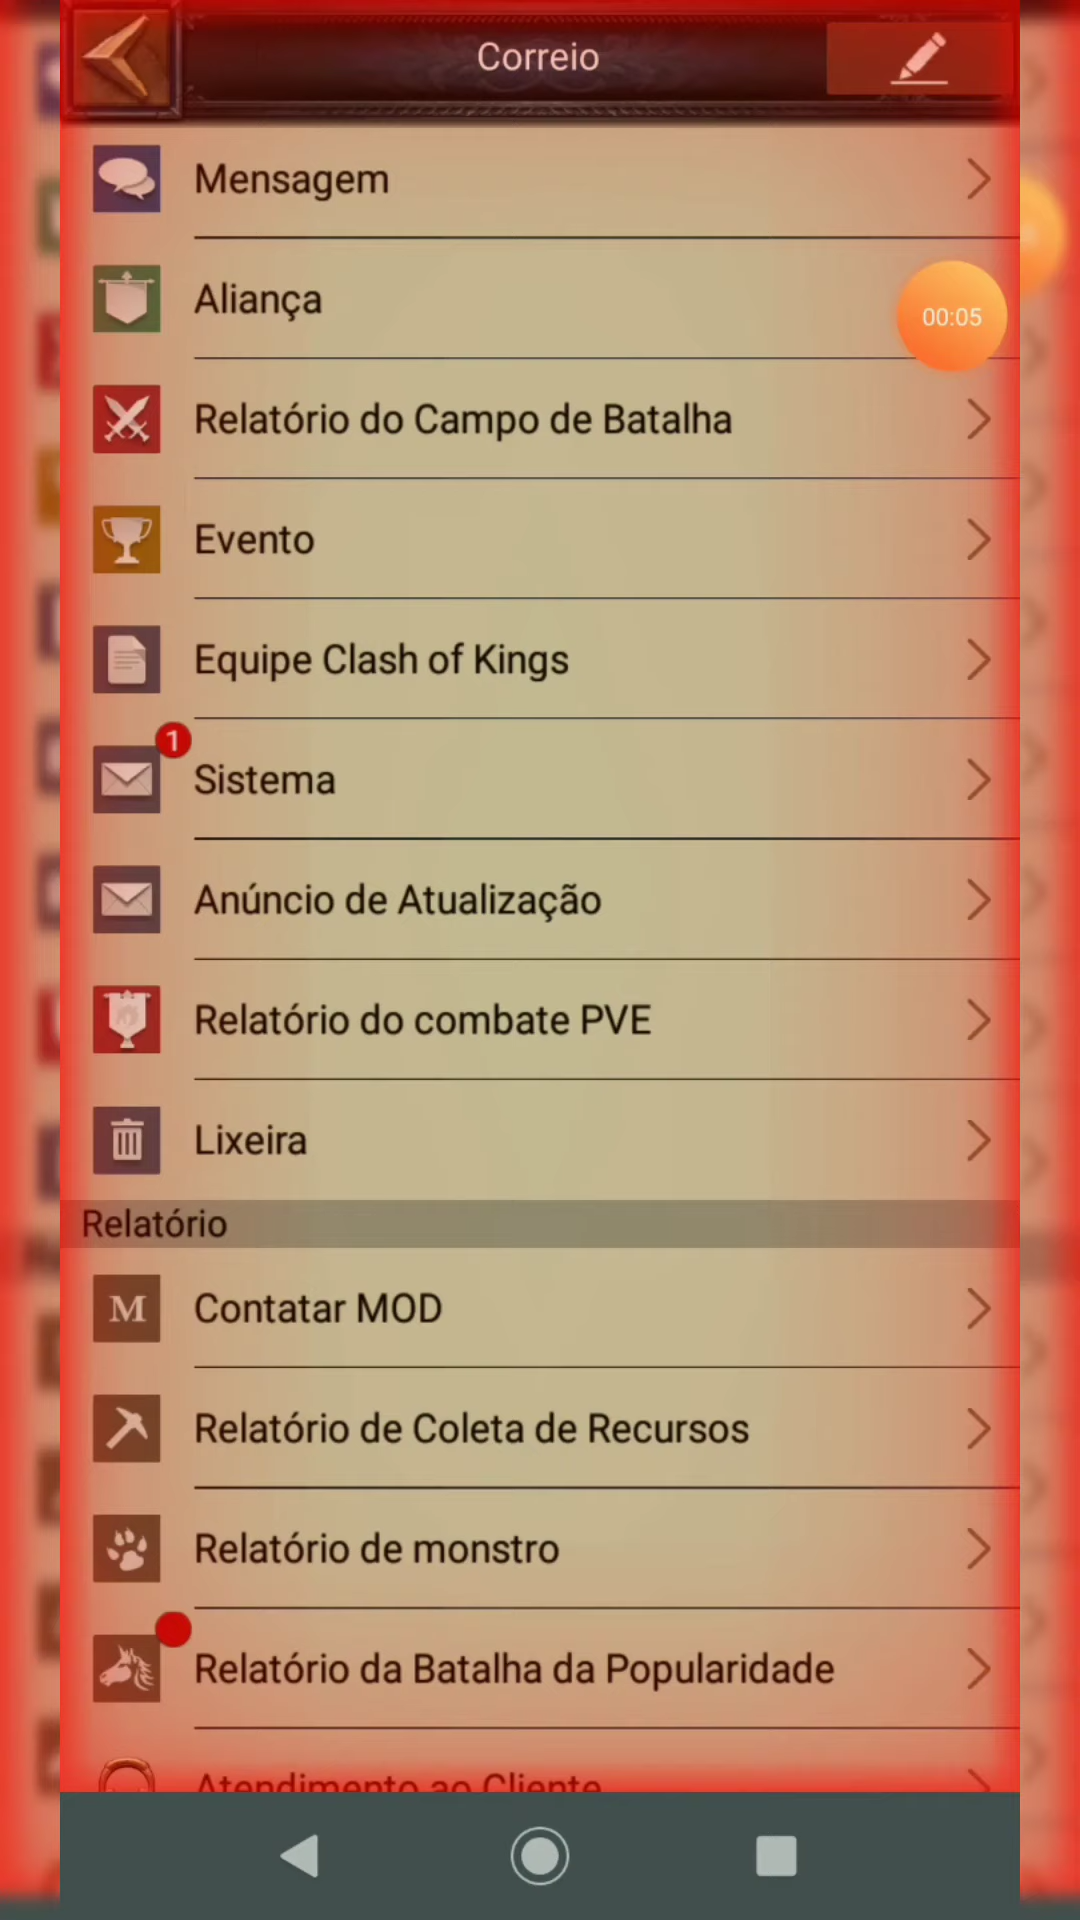 Correio
Mensagem
Aliança
00:05
Relatório do Campo de Batalha
Evento
Equipe Clash of Kings
1
Sistema
Anúncio de Atualização
Relatório do combate PVE
Lixeira
Relatório
M
Contatar MOD
Relatório de Coleta de Recursos
Relatório de monstro
Relatório da Batalha da Popularidade
Atendimento ao Cliente